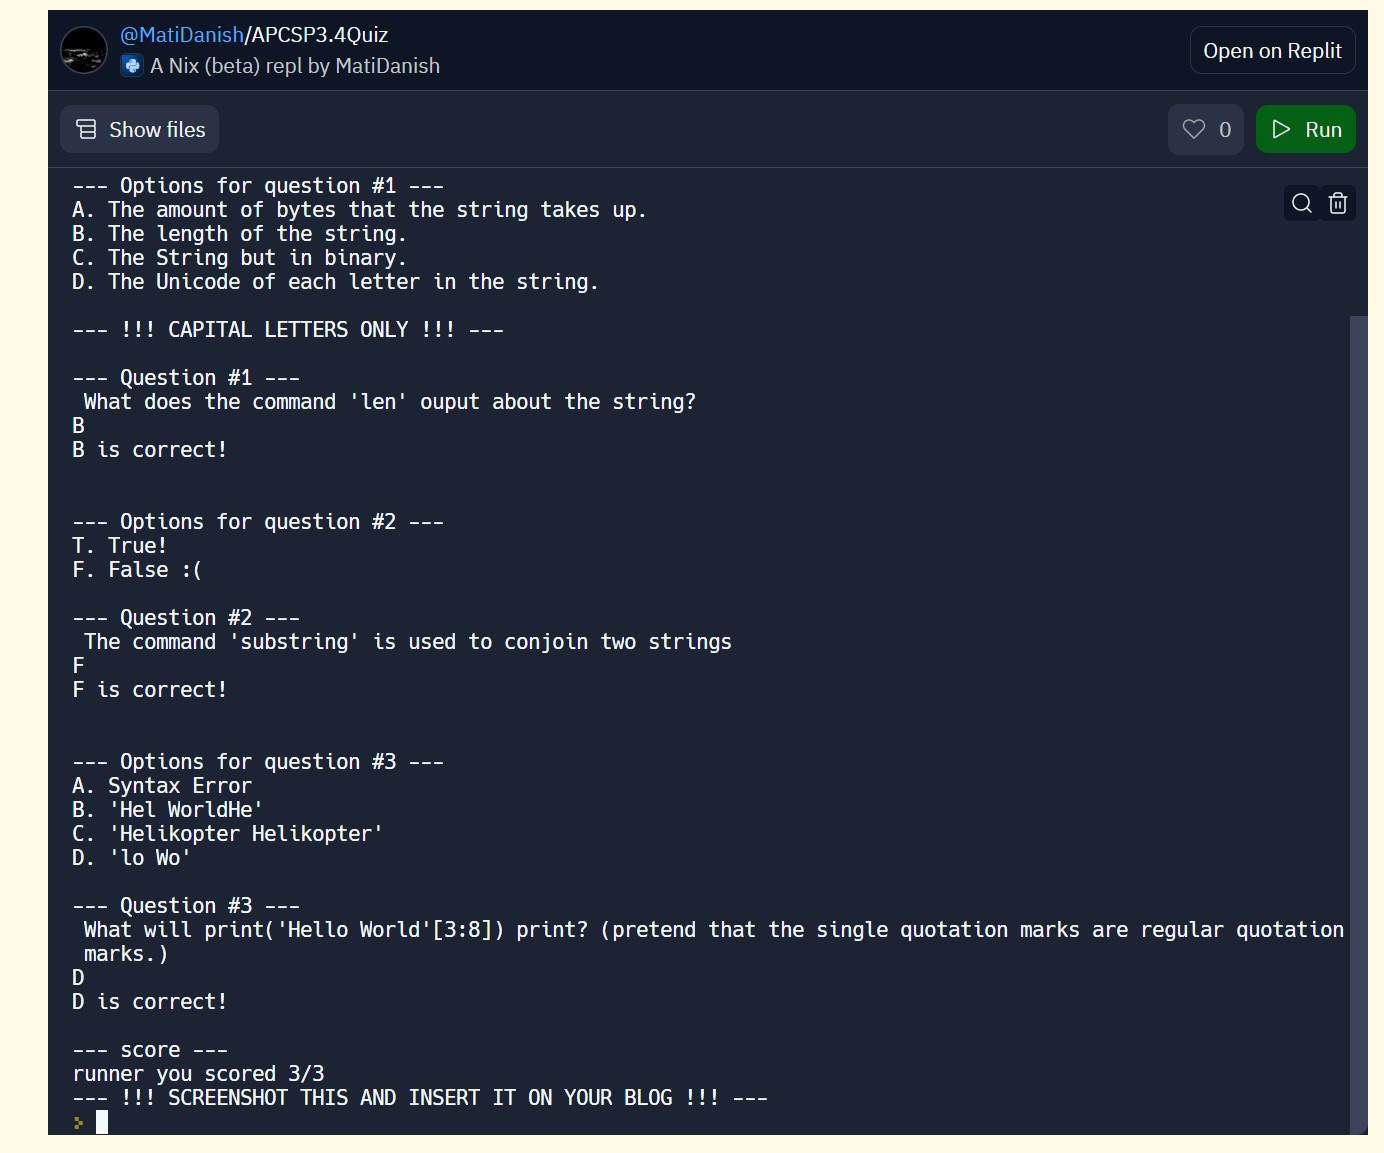 @MatiDanish/APCSP3.4Quiz
A Nix (beta) repl by MatiDanish
Open on Replit
Show files
0
Run
--- Options for question #1 ---
A. The amount of bytes that the string takes up.
B. The length of the string.
C. The String but in binary.
D. The Unicode of each letter in the string.
--- !!! CAPITAL LETTERS ONLY !!! ---
--- Question #1 ---
What does the command 'len' ouput about the string?
B
B is correct!
--- Options for question #2 ---
T. True!
F. False :(
--- Question #2 ---
The command 'substring' is used to conjoin two strings
F
F is correct!
--- Options for question #3 ---
A. Syntax Error
B. 'Hel WorldHe'
C. 'Helikopter Helikopter'
D. 'lo Wo'
--- Question #3 ---
What will print('Hello World'[3:8]) print? (pretend that the single quotation marks are regular quotation
marks.)
D
D is correct!
--- score ---
runner you scored 3/3
--- !!! SCREENSHOT THIS AND INSERT IT ON YOUR BLOG !!! ---
>